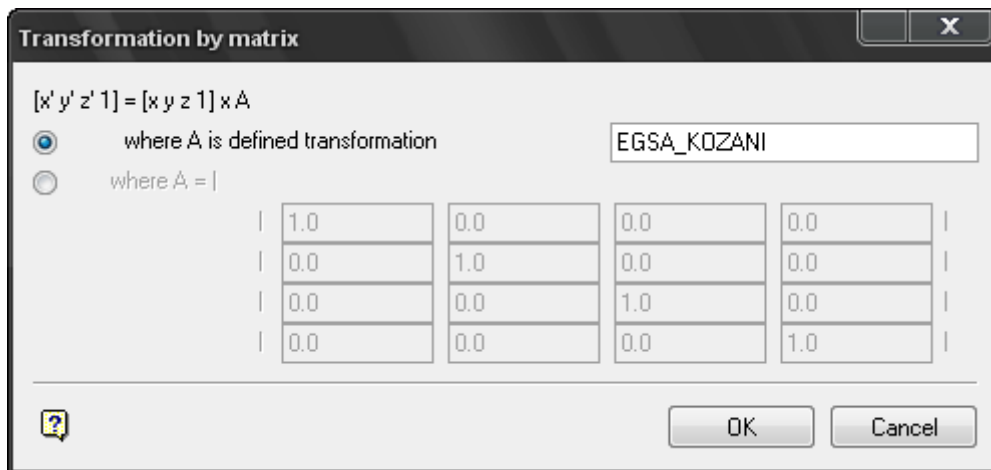 Transformation by matrix
[x' y' z' 1] = [x y z 1] x A
where A is defined transformation EGSA_KOZANI
where A = |
| 1.0 0.0 0.0 0.0 |
| 0.0 1.0 0.0 0.0 |
| 0.0 0.0 1.0 0.0 |
| 0.0 0.0 0.0 1.0 |
OK Cancel